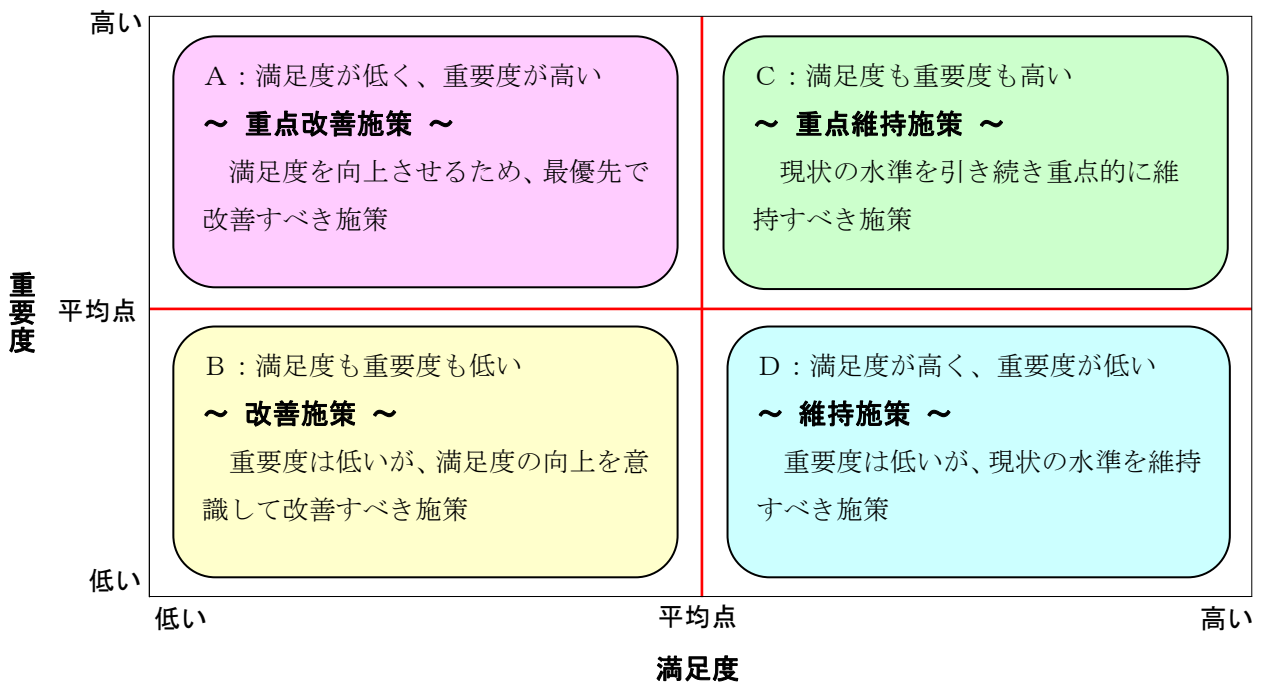 高い
A：満足度が低く、重要度が高い
～ 重点改善施策 ～
満足度を向上させるため、最優先で
改善すべき施策
C：満足度も重要度も高い
～ 重点維持施策 ～
現状の水準を引き続き重点的に維
持すべき施策
重要度
平均点
B：満足度も重要度も低い
～ 改善施策 ～
重要度は低いが、満足度の向上を意
識して改善すべき施策
D：満足度が高く、重要度が低い
～ 維持施策 ～
重要度は低いが、現状の水準を維持
すべき施策
低い
低い
平均点
高い
満足度